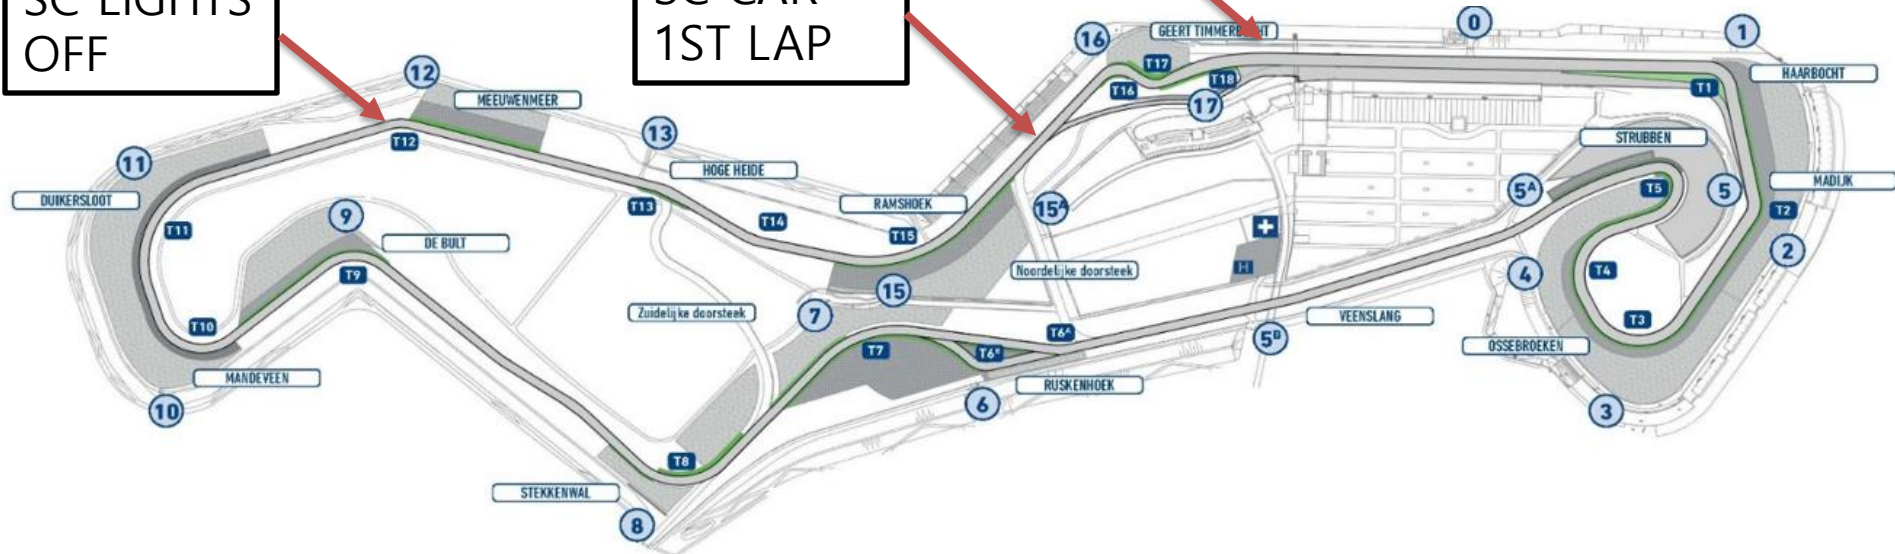 SC LIGHTS
OFF
SC CAR
1ST LAP
16
GEERT TIMMERBOCHT
0
1
T17
T16
T18
17
HAARBOCHT
T1
12
MEEUWENMEER
T12
13
HOGE HEIDE
STRUBBEN
11
DUIKERSLOOT
T11
9
DE BULT
T9
T13
T14
RAMSHOEK
T15
15A
5A
T5
5
MADIJK
T2
2
Noordelijke doorsteek
H
4
T4
15
T10
Zuidelijke doorsteek
7
T7
T6A
T6B
VEENSLANG
5B
T3
OSSEBROEKEN
MANDEVEEN
10
RUSKENHOEK
6
3
T8
STEKKENWAL
8